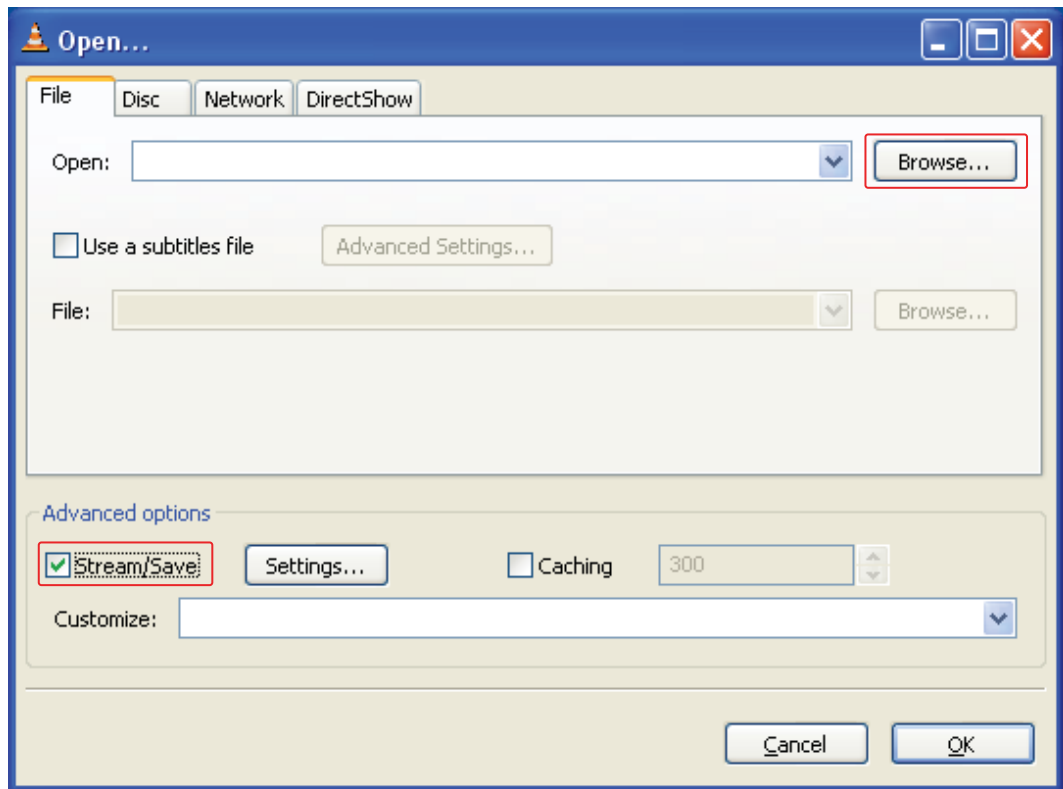 Open...
File Disc Network DirectShow
Open: Browse...
Use a subtitles file Advanced Settings...
File: Browse...
Advanced options
Stream/Save Settings... Caching 300
Customize:
Cancel OK